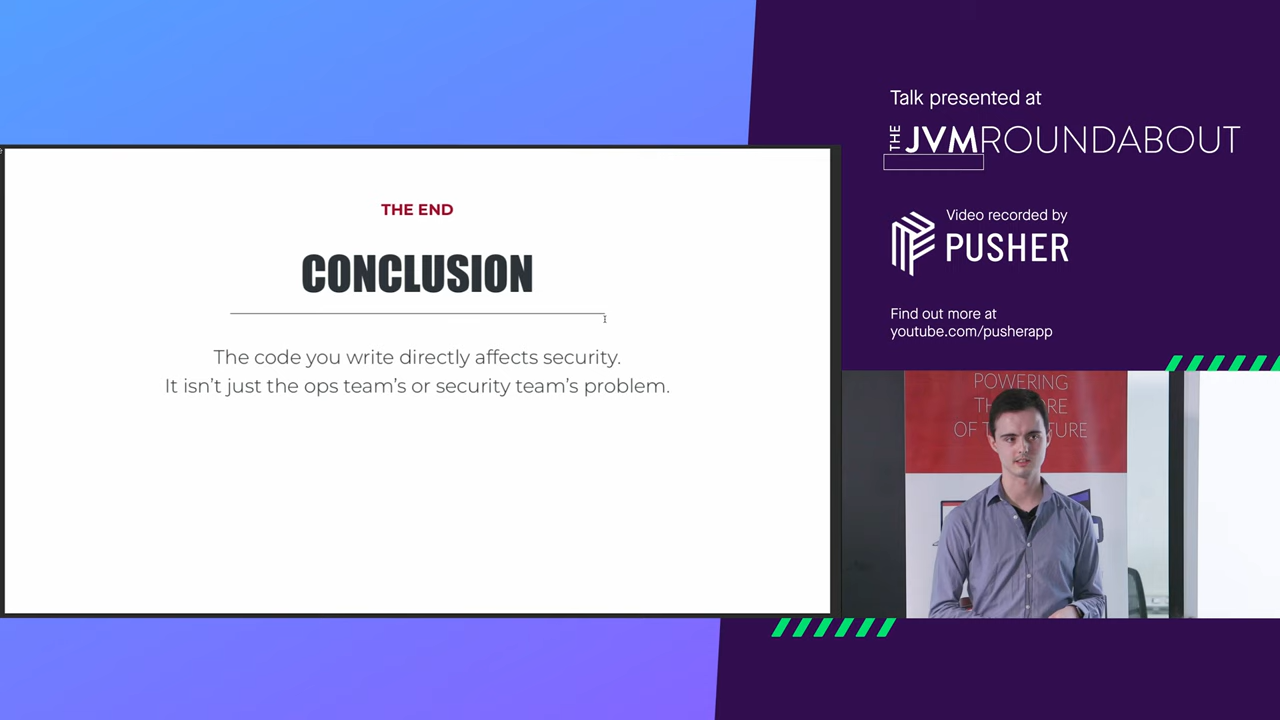 THE END
CONCLUSION
The code you write directly affects security.
It isn't just the ops team's or security team's problem.
Talk presented at
THE JVMROUNDABOUT
Video recorded by
PUSHER
Find out more at
youtube.com/pusherapp
POWERING
OF